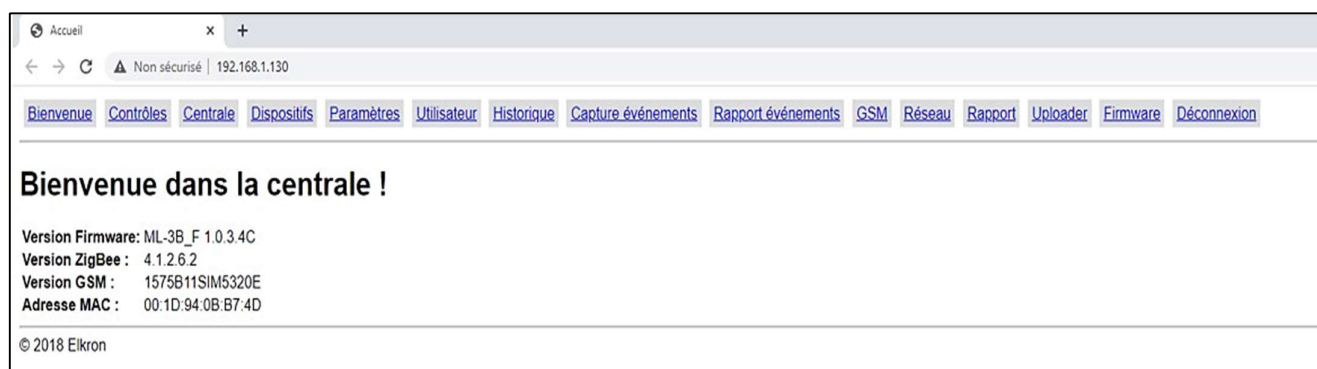 Accueil
Non sécurisé | 192.168.1.130
Bienvenue Contrôles Centrale Dispositifs Paramètres Utilisateur Historique Capture événements Rapport événements GSM Réseau Rapport Uploader Firmware Déconnexion
Bienvenue dans la centrale !
Version Firmware: ML-3B_F 1.0.3.4C
Version ZigBee : 4.1.2.6.2
Version GSM : 1575B11SIM5320E
Adresse MAC : 00:1D:94:0B:B7:4D
© 2018 Elkron